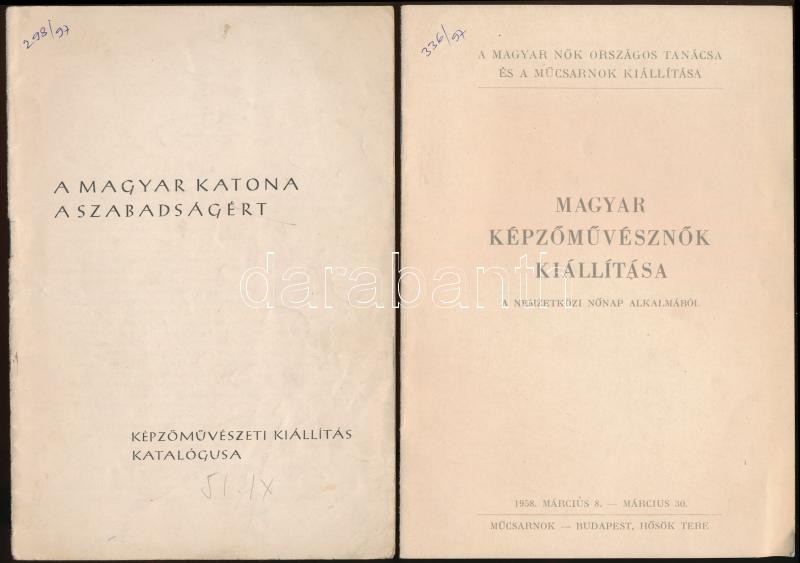 298/97
A MAGYAR KATONA
A SZABADSÁGÉRT
KÉPZŐMŰVÉSZETI KIÁLLÍTÁS
KATALÓGUSA
51. IX
336/97
A MAGYAR NŐK ORSZÁGOS TANÁCSA
ÉS A MŰCSARNOK KIÁLLÍTÁSA
MAGYAR
KÉPZŐMŰVÉSZNŐK
KIÁLLÍTÁSA
A NEMZETKÖZI NŐNAP ALKALMÁBÓL
1958. MÁRCIUS 8. — MÁRCIUS 30.
MŰCSARNOK — BUDAPEST, HŐSÖK TERE
darabanth